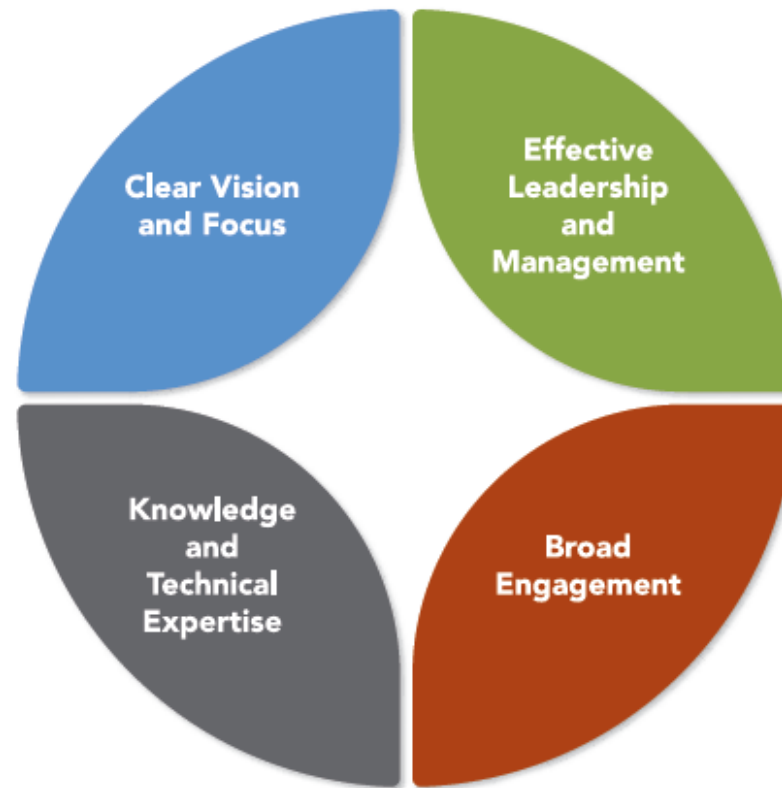 Clear Vision
and Focus
Effective
Leadership
and
Management
Knowledge
and
Technical
Expertise
Broad
Engagement